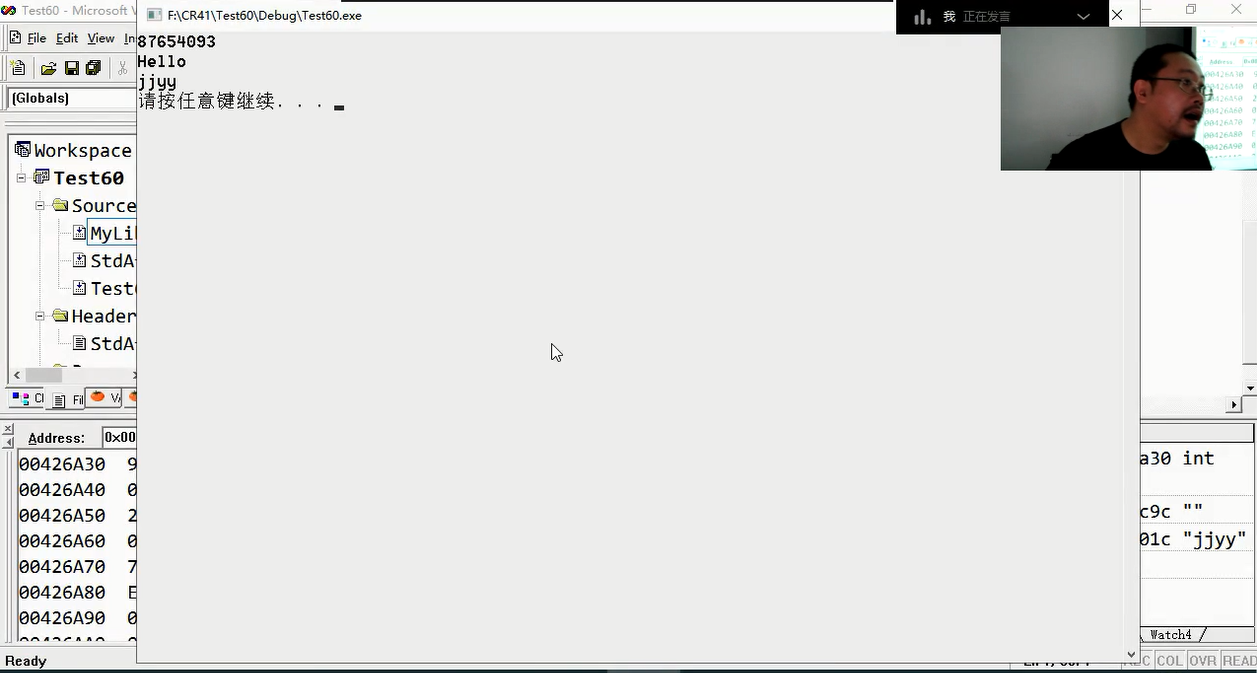 Test60 - Microsoft V
F:\CR41\Test60\Debug\Test60.exe
我 正在发言
File Edit View In
87654093
Hello
jjyy
请按任意键继续. . .
(Globals)
Workspace
Test60
Source
MyLi
StdA
Test
Header
StdA
Cl Fil
Address: 0x00
00426A30 9
00426A40 0
00426A50 2
00426A60 0
00426A70 7
00426A80 E
00426A90 0
a30 int
c9c ""
01c "jjyy"
Watch4
Ready
COL OVR READ